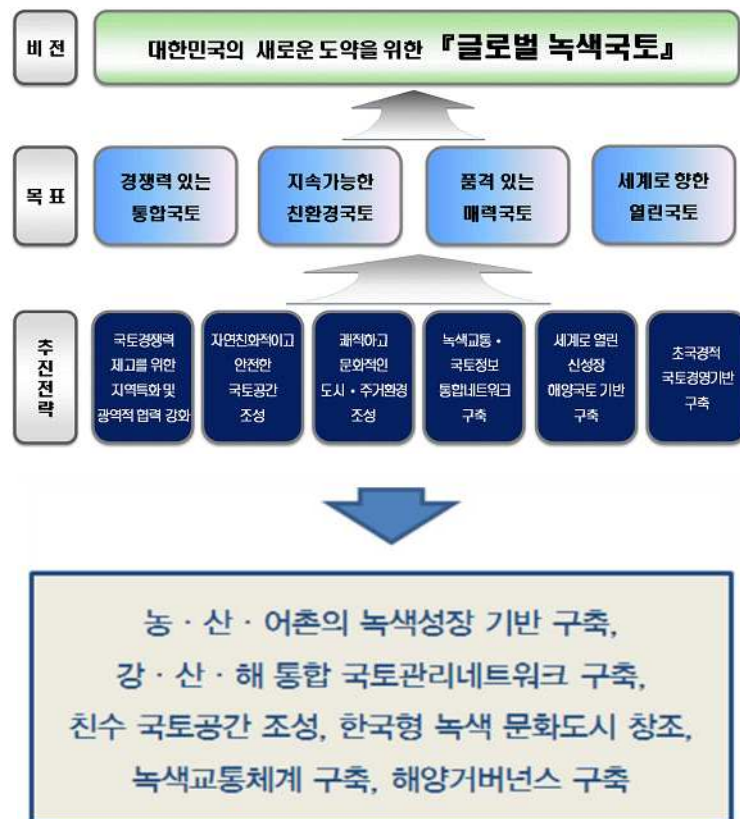 비 전
대한민국의 새로운 도약을 위한 『글로벌 녹색국토』
목 표
경쟁력 있는
통합국토
지속가능한
친환경국토
품격 있는
매력국토
세계로 향한
열린국토
추진전략
국토경쟁력
제고를 위한
지역특화 및
광역적 협력 강화
자연친화적이고
안전한
국토공간
조성
쾌적하고
문화적인
도시・주거환경
조성
녹색교통・
국토정보
통합네트워크
구축
세계로 열린
신성장
해양국토 기반
구축
초국경적
국토경영기반
구축
농・산・어촌의 녹색성장 기반 구축,
강・산・해 통합 국토관리네트워크 구축,
친수 국토공간 조성, 한국형 녹색 문화도시 창조,
녹색교통체계 구축, 해양거버넌스 구축